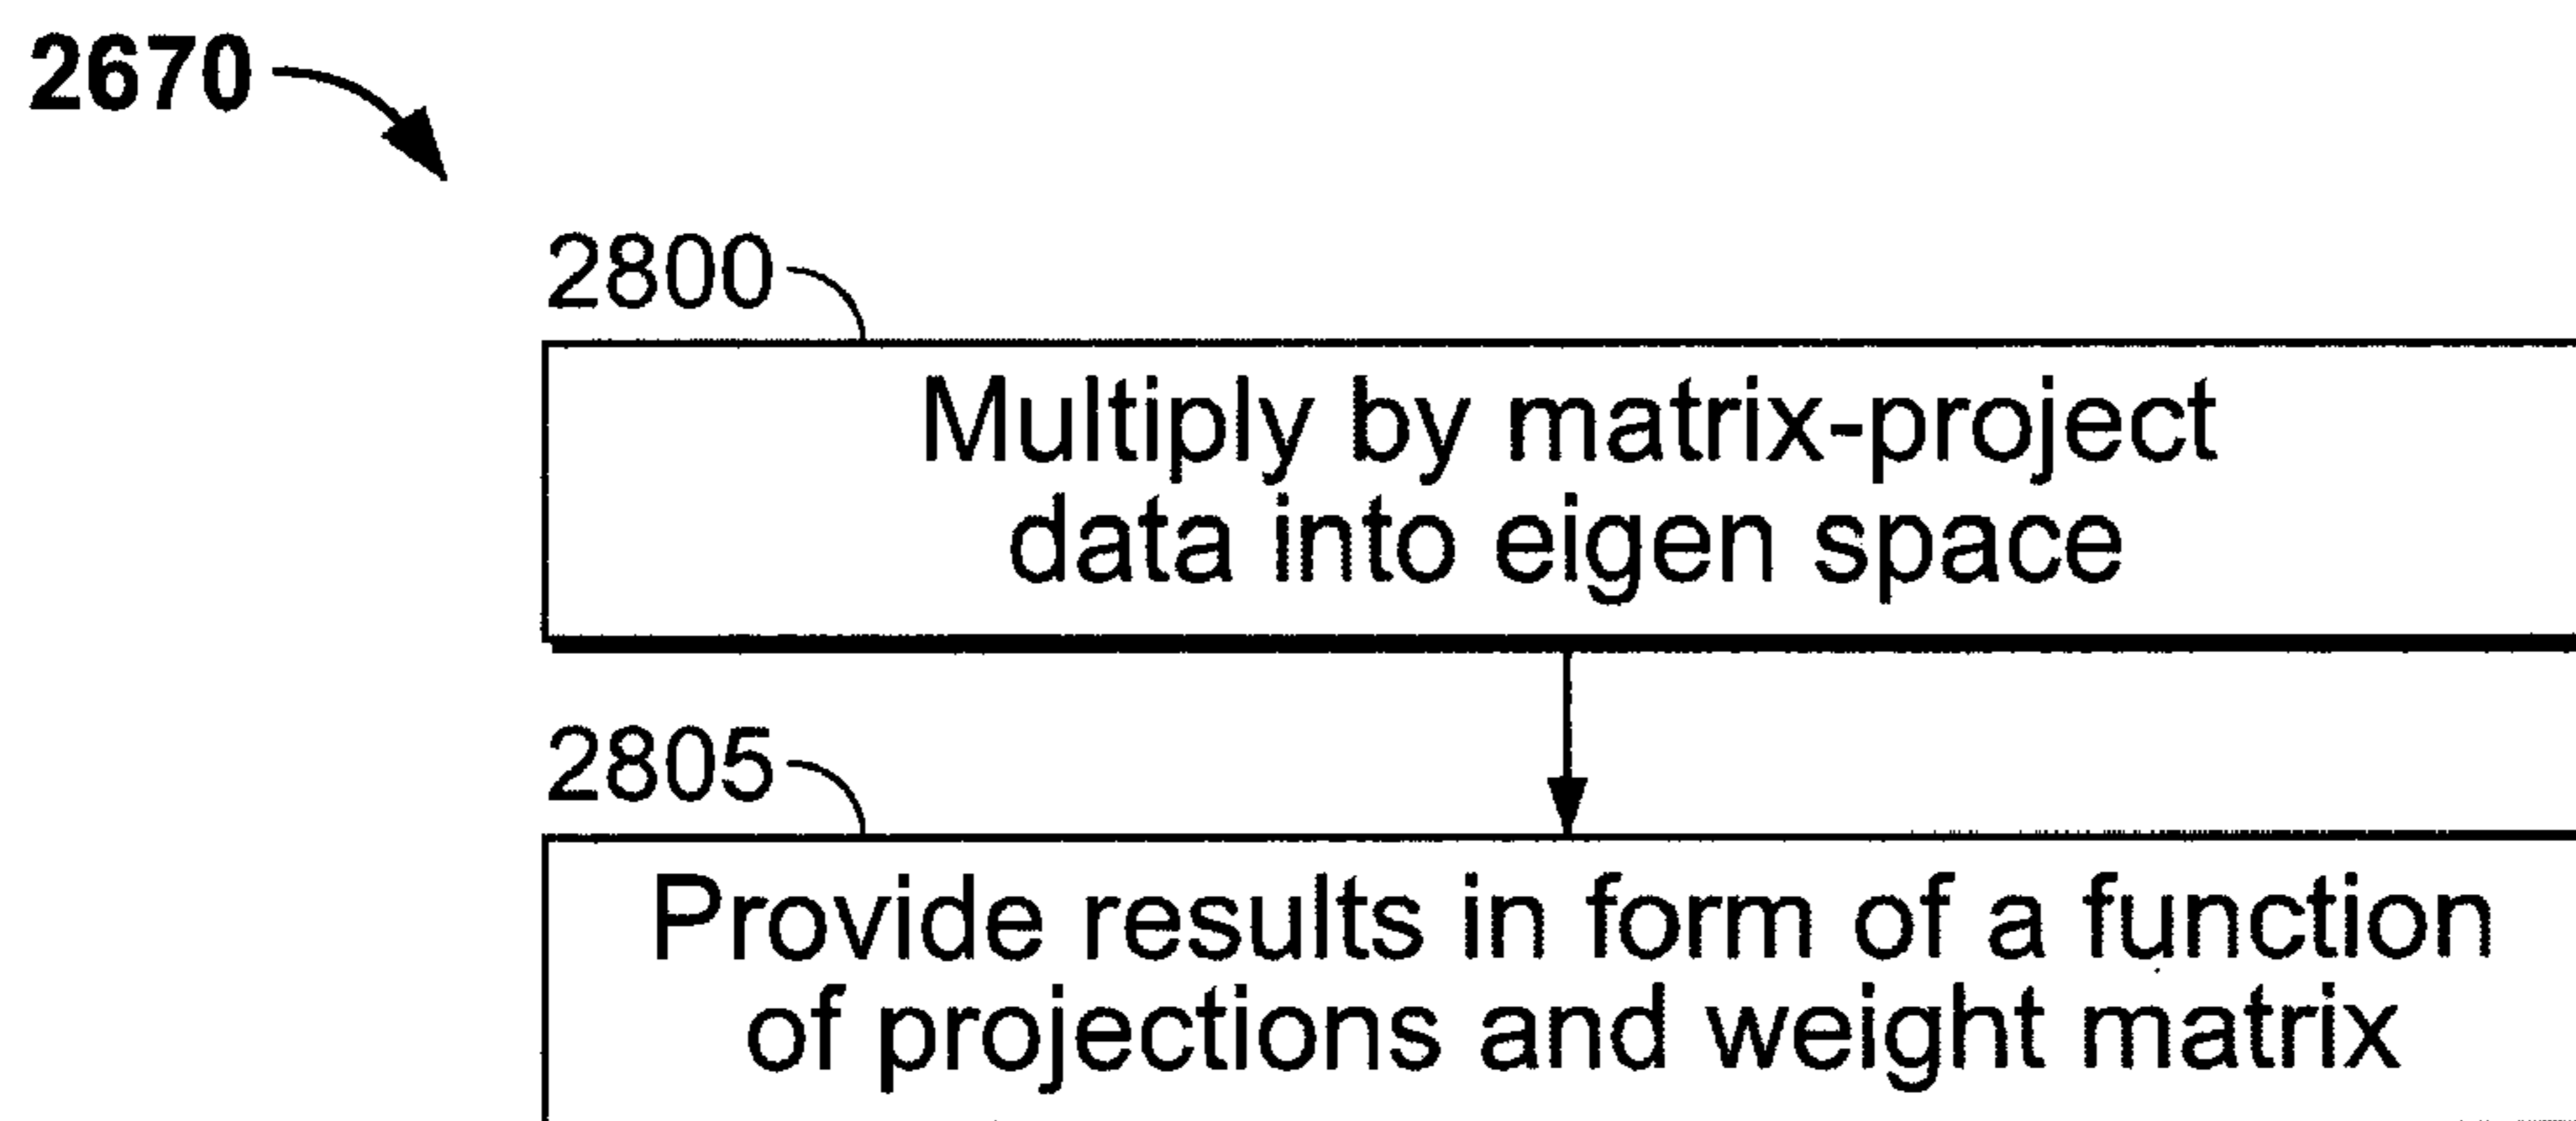 2670
2800
Multiply by matrix-project
data into eigen space
2805
Provide results in form of a function
of projections and weight matrix